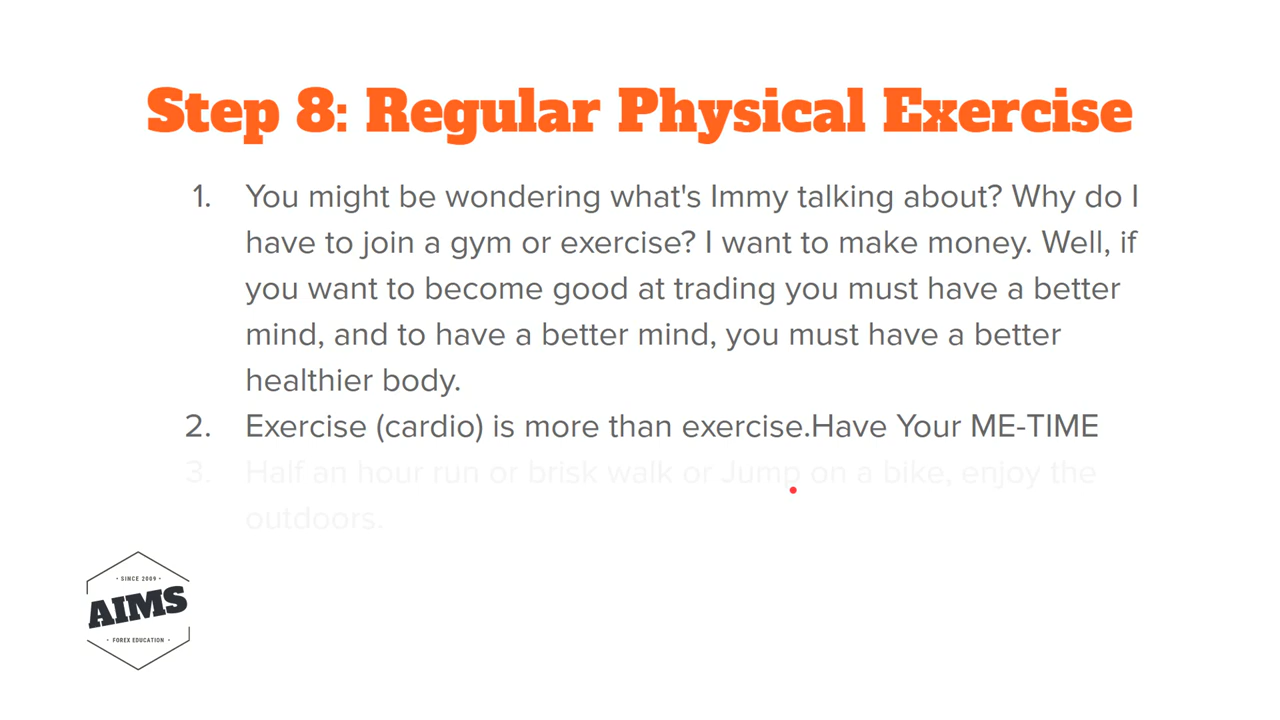 Step 8: Regular Physical Exercise
1. You might be wondering what's Immy talking about? Why do I
have to join a gym or exercise? I want to make money. Well, if
you want to become good at trading you must have a better
mind, and to have a better mind, you must have a better
healthier body.
2. Exercise (cardio) is more than exercise.Have Your ME-TIME
3. Half an hour run or brisk walk or Jump on a bike, enjoy the
outdoors.
• SINCE 2009 •
AIMS
• FOREX EDUCATION •